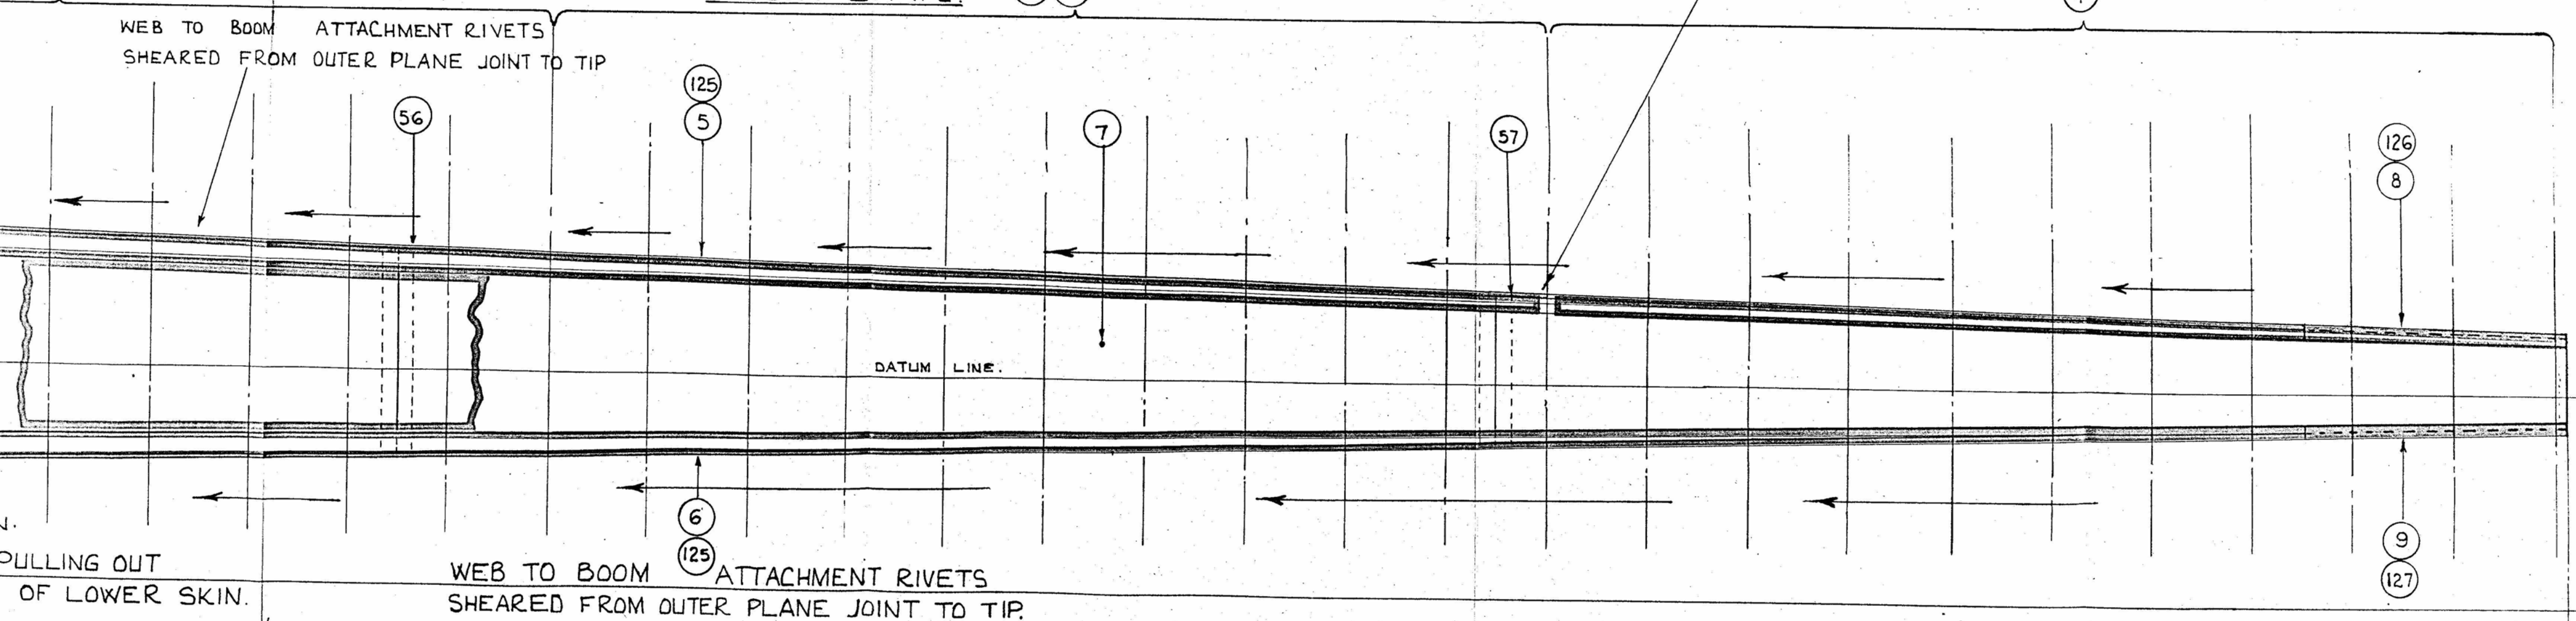 WEB TO BOOM ATTACHMENT RIVETS
SHEARED FROM OUTER PLANE JOINT TO TIP
56
125
5
7
57
126
8
DATUM LINE.
6
125
9
127
N.
PULLING OUT
OF LOWER SKIN.
WEB TO BOOM ATTACHMENT RIVETS
SHEARED FROM OUTER PLANE JOINT TO TIP.